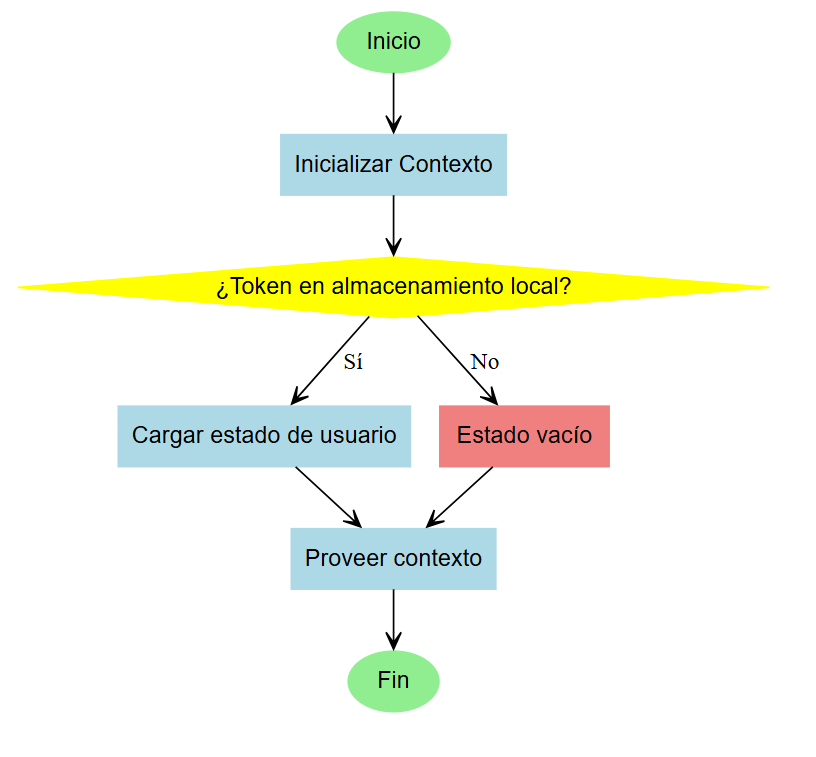 Inicio
Inicializar Contexto
¿Token en almacenamiento local?
Sí
No
Cargar estado de usuario
Estado vacío
Proveer contexto
Fin